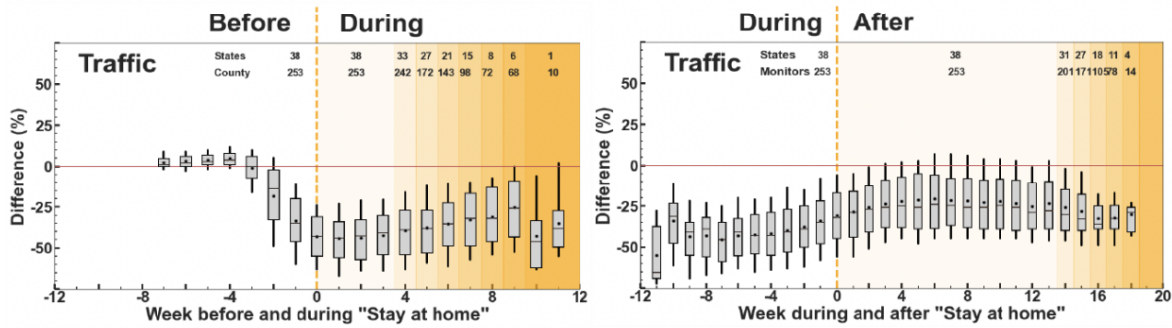 Before During
Traffic
States 38 38 33 27 21 15 8 6 1
County 253 253 242 172 143 98 72 68 10
Difference (%)
50
25
0
-25
-50
-12 -8 -4 0 4 8 12
Week before and during "Stay at home"
During After
Traffic
States 38 38 31 27 18 11 4
Monitors 253 253 201 171 110578 14
Difference (%)
50
25
0
-25
-50
-12 -8 -4 0 4 8 12 16 20
Week during and after "Stay at home"